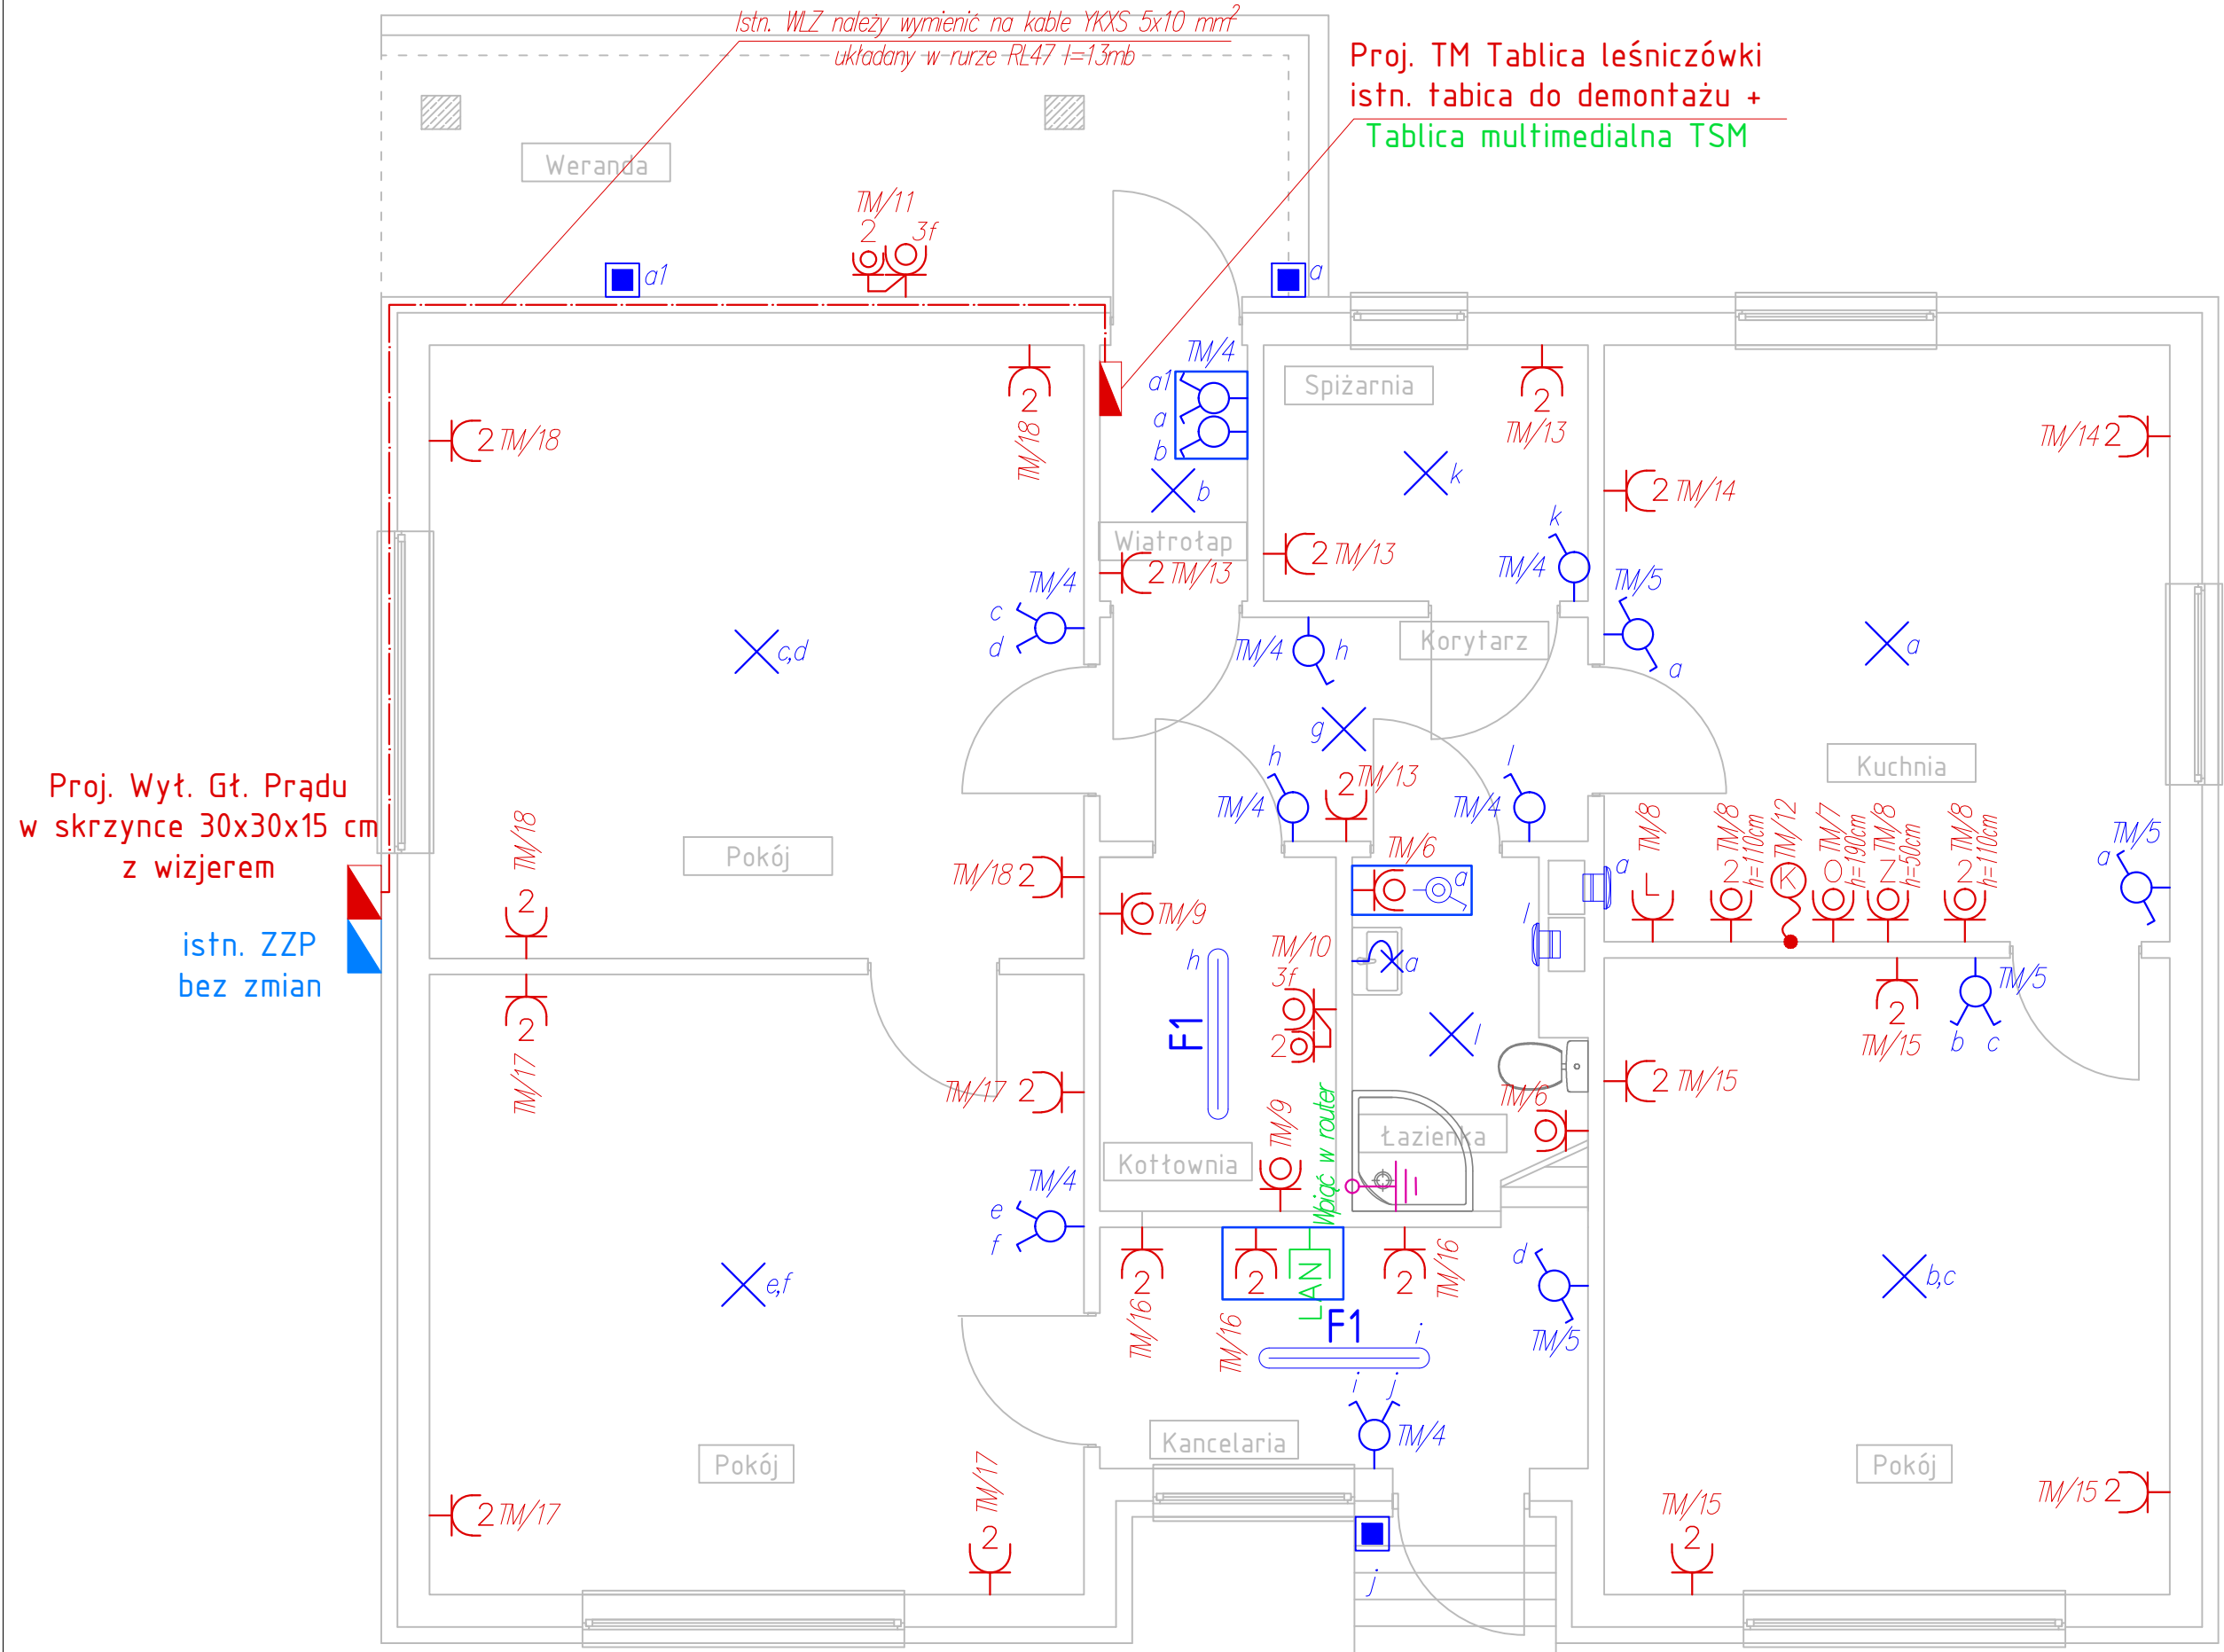 Istn. WLZ należy wymienić na kable YKXS 5x10 mm²
układany w rurze RL47 l=13mb
Proj. TM Tablica leśniczówki
istn. tabica do demontażu +
Tablica multimedialna TSM
Weranda
TM/11
2 3f
a1
a
TM/4
a1
a
b
b
Wiatrołap
2 TM/13
Spiżarnia
2
TM/13
k
2 TM/13
k
TM/4
2 TM/18
2
TM/18
TM/4
c
d
c,d
Pokój
TM/18
2
TM/18 2
TM/4 h
Korytarz
g
h
TM/4
2 TM/13
l
TM/4
TM/14 2
2 TM/14
TM/5
a
a
Kuchnia
TM/8
L
TM/8
h=110cm
2
TM/12
K
TM/7
h=190cm
O
TM/8
h=50cm
Z
TM/8
h=110cm
2
TM/5
a
Proj. Wył. Gł. Prądu
w skrzynce 30x30x15 cm
z wizjerem
istn. ZZP
bez zmian
TM/9
TM/6
a
a
l
a
h
F1
TM/10
3f
2
l
TM/6
Łazienka
TM/9
Kotłownia
Wpiąć w router
2
TM/17
TM/17 2
TM/4
e
f
e,f
Pokój
2 TM/17
TM/17
2
2
TM/16
2
TM/16
LAN
2
TM/16
F1
i
i j
TM/4
Kancelaria
j
d
TM/5
2
TM/15
TM/5
b c
2 TM/15
b,c
Pokój
TM/15
2
TM/15 2